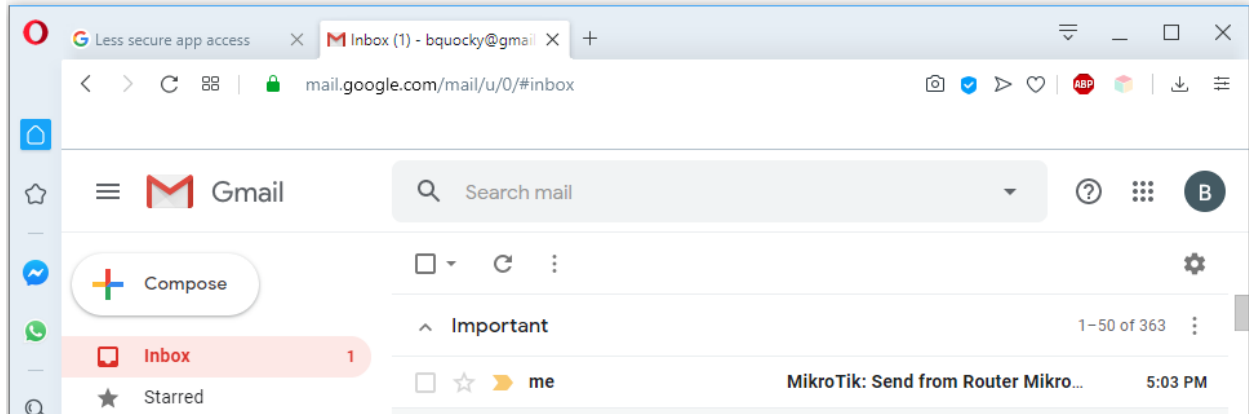 Less secure app access
Inbox (1) - bquocky@gmail
mail.google.com/mail/u/0/#inbox
ABP
Gmail
Search mail
B
Compose
Important
1–50 of 363
Inbox
1
me
MikroTik: Send from Router Mikro...
5:03 PM
Starred